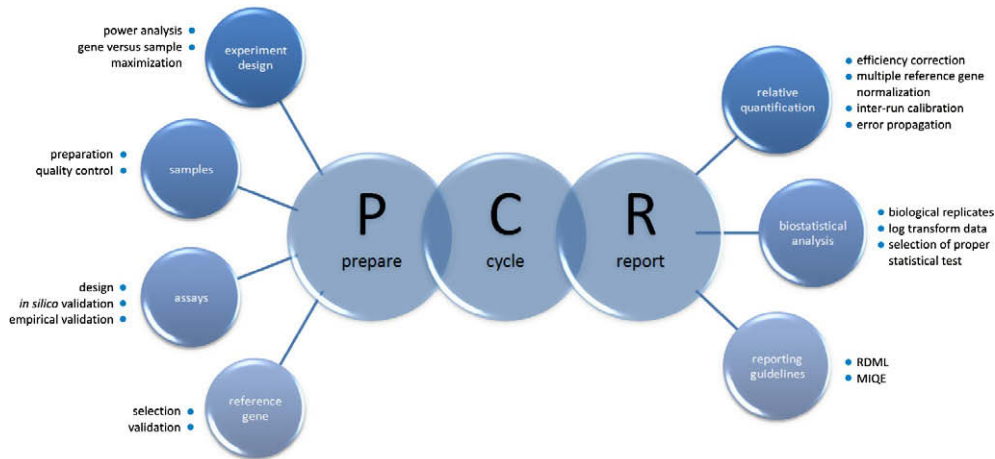 power analysis
gene versus sample
maximization
experiment
design
preparation
quality control
samples
design
in silico validation
empirical validation
assays
selection
validation
reference
gene
P
prepare
C
cycle
R
report
relative
quantification
efficiency correction
multiple reference gene
normalization
inter-run calibration
error propagation
biostatistical
analysis
biological replicates
log transform data
selection of proper
statistical test
reporting
guidelines
RDML
MIQE